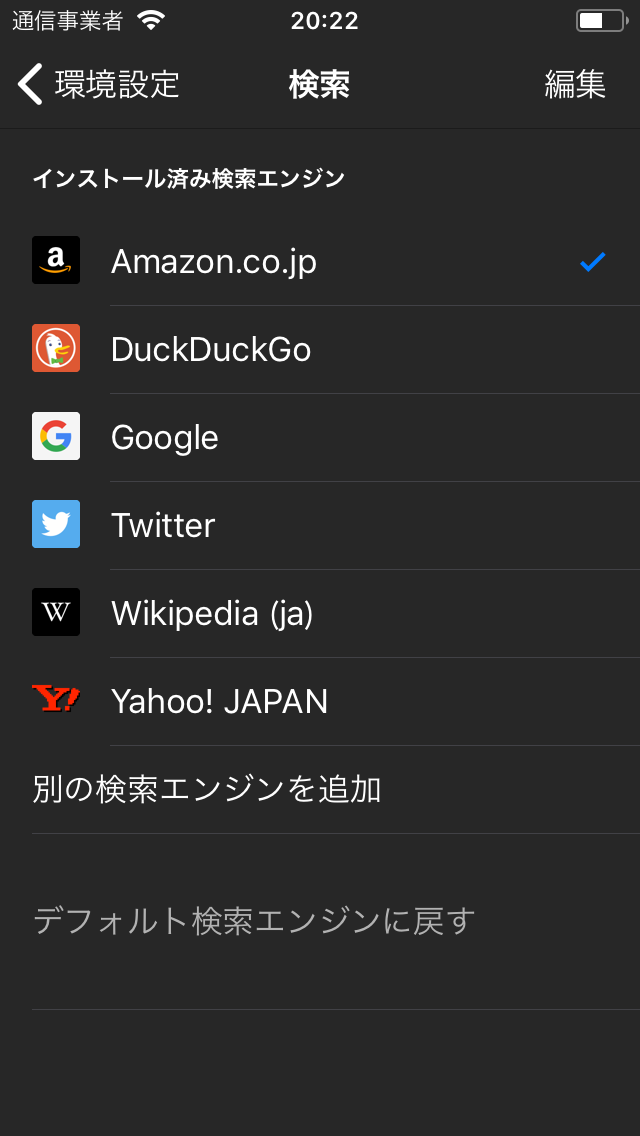 通信事業者 20:22
環境設定 検索 編集
インストール済み検索エンジン
a Amazon.co.jp
DuckDuckGo
G Google
Twitter
W Wikipedia (ja)
Y! Yahoo! JAPAN
別の検索エンジンを追加
デフォルト検索エンジンに戻す